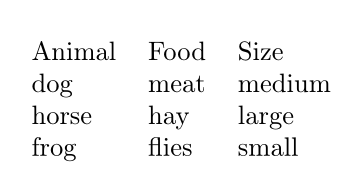 Animal Food Size
dog meat medium
horse hay large
frog flies small